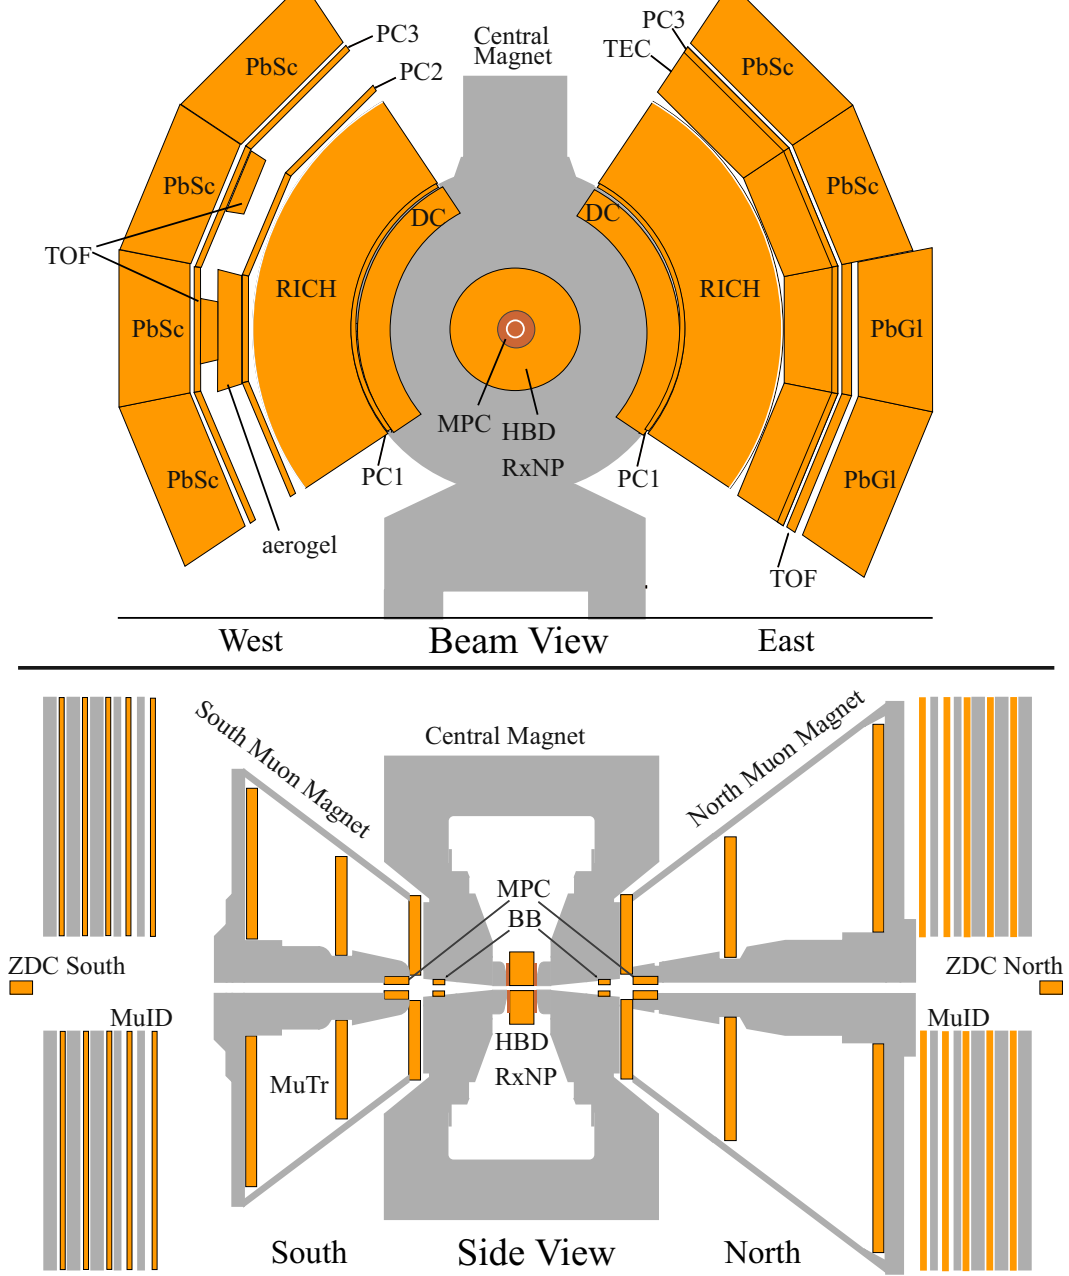 PC3
PC3
Central
Magnet
TEC
PbSc
PC2
PbSc
PbSc
DC
DC
PbSc
TOF
RICH
RICH
PbSc
PbGl
MPC
HBD
RxNP
PC1
PC1
PbSc
PbGl
aerogel
TOF
West
Beam View
East
South Muon Magnet
Central Magnet
North Muon Magnet
MPC
BB
ZDC South
ZDC North
MuID
MuID
HBD
RxNP
MuTr
South
Side View
North